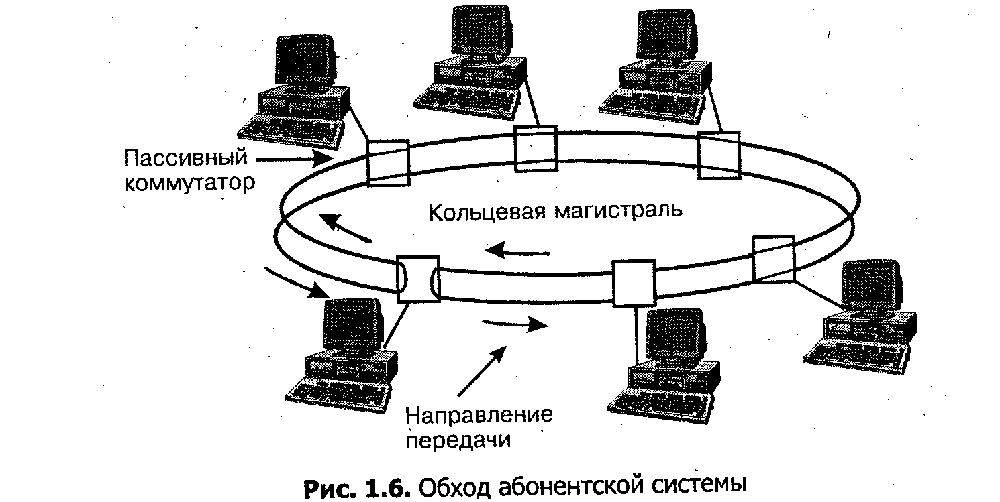 Пассивный
коммутатор
Кольцевая магистраль
Направление
передачи
Рис. 1.6. Обход абонентской системы